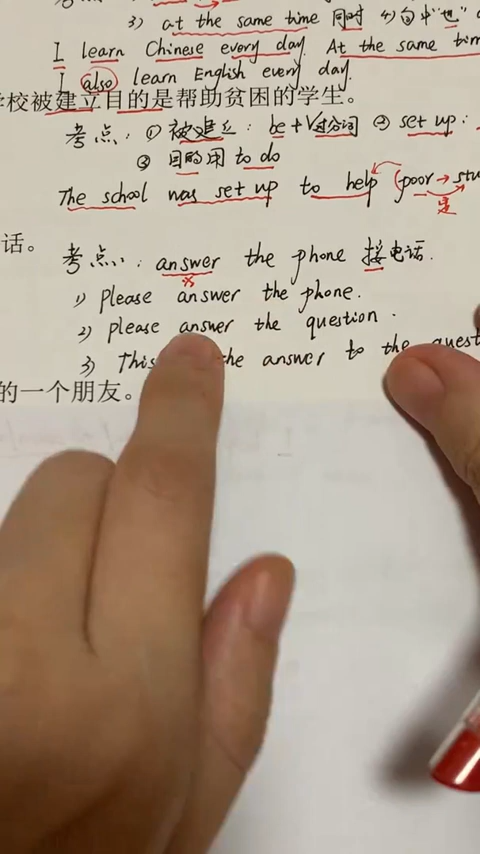 3) at the same time 同时 4) 句中"也"
I learn Chinese every day. At the same tim
I also learn English every day.
学校被建立目的是帮助贫困的学生。
考点: ① 被建立: be + V过分词 ② set up:
③ 目的用 to do
The school was set up to help (poor → stu
是
话。
考点: answer the phone 接电话.
1) Please answer the phone.
2) please answer the question.
3) This the answer to the quest
的一个朋友。